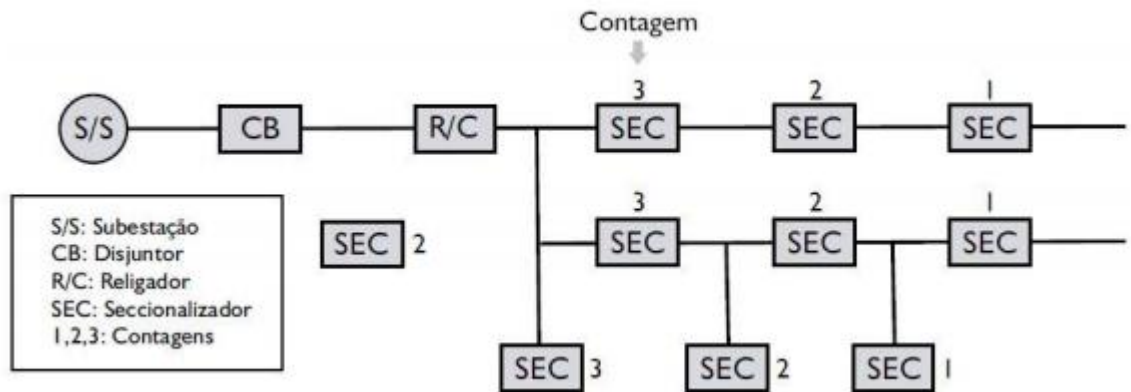 Contagem
3 2 1
S/S CB R/C SEC SEC SEC
3 2 1
SEC 2 SEC SEC SEC
S/S: Subestação
CB: Disjuntor
R/C: Religador
SEC: Seccionalizador
1,2,3: Contagens
SEC 3 SEC 2 SEC 1